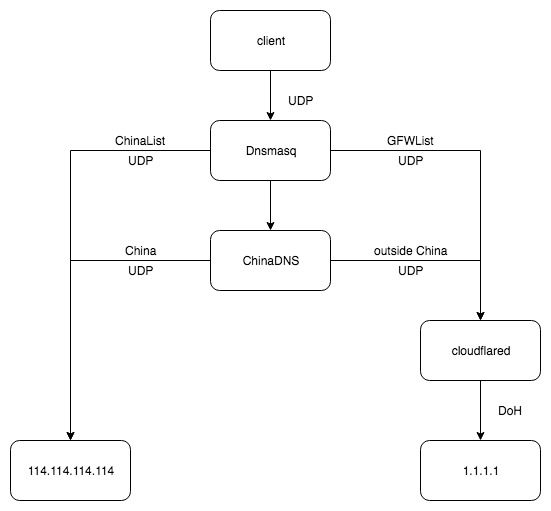 client
UDP
ChinaList
UDP
Dnsmasq
GFWList
UDP
China
UDP
ChinaDNS
outside China
UDP
cloudflared
DoH
114.114.114.114
1.1.1.1